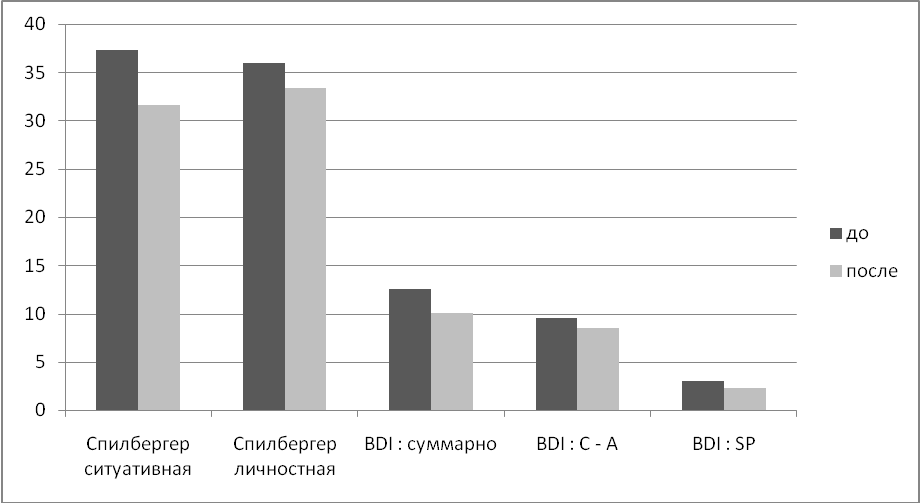 40
35
30
25
20
15
10
5
0
до
после
Спилбергер
ситуативная
Спилбергер
личностная
BDI : суммарно
BDI : C - A
BDI : SP